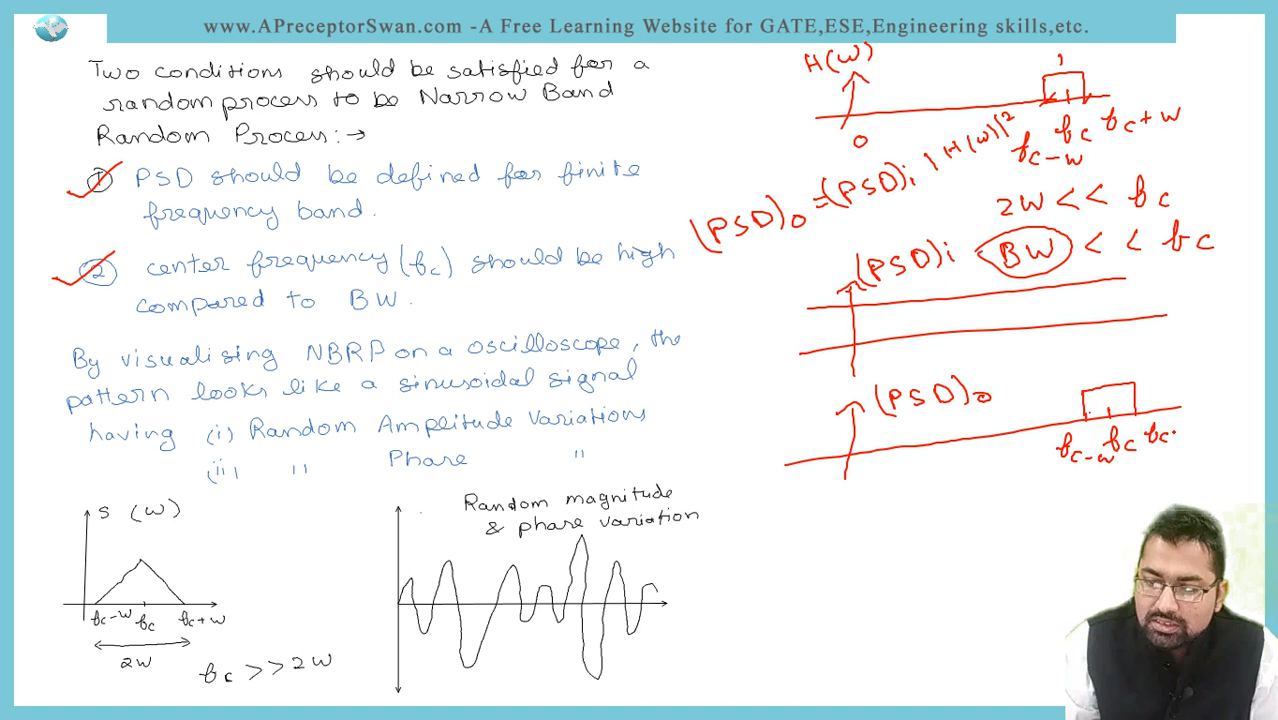 www.APreceptorSwan.com -A Free Learning Website for GATE,ESE,Engineering skills,etc.
Two conditions should be satisfied for a
random process to be Narrow Band
Random Process:→
① PSD should be defined for finite
frequency band.
② center frequency (fc) should be high
compared to BW.
By visualising NBRP on a oscilloscope, the
pattern looks like a sinusoidal signal
having (i) Random Amplitude Variations
(ii) " Phase "
S (w)
fc-w fc fc+w
2w
fc >> 2w
Random magnitude
& phase variation
H(w)
1
0
fc-w fc fc+w
(PSD)o = (PSD)i |H(w)|²
2w << fc
(PSD)i BW << fc
(PSD)o
fc-w fc fc